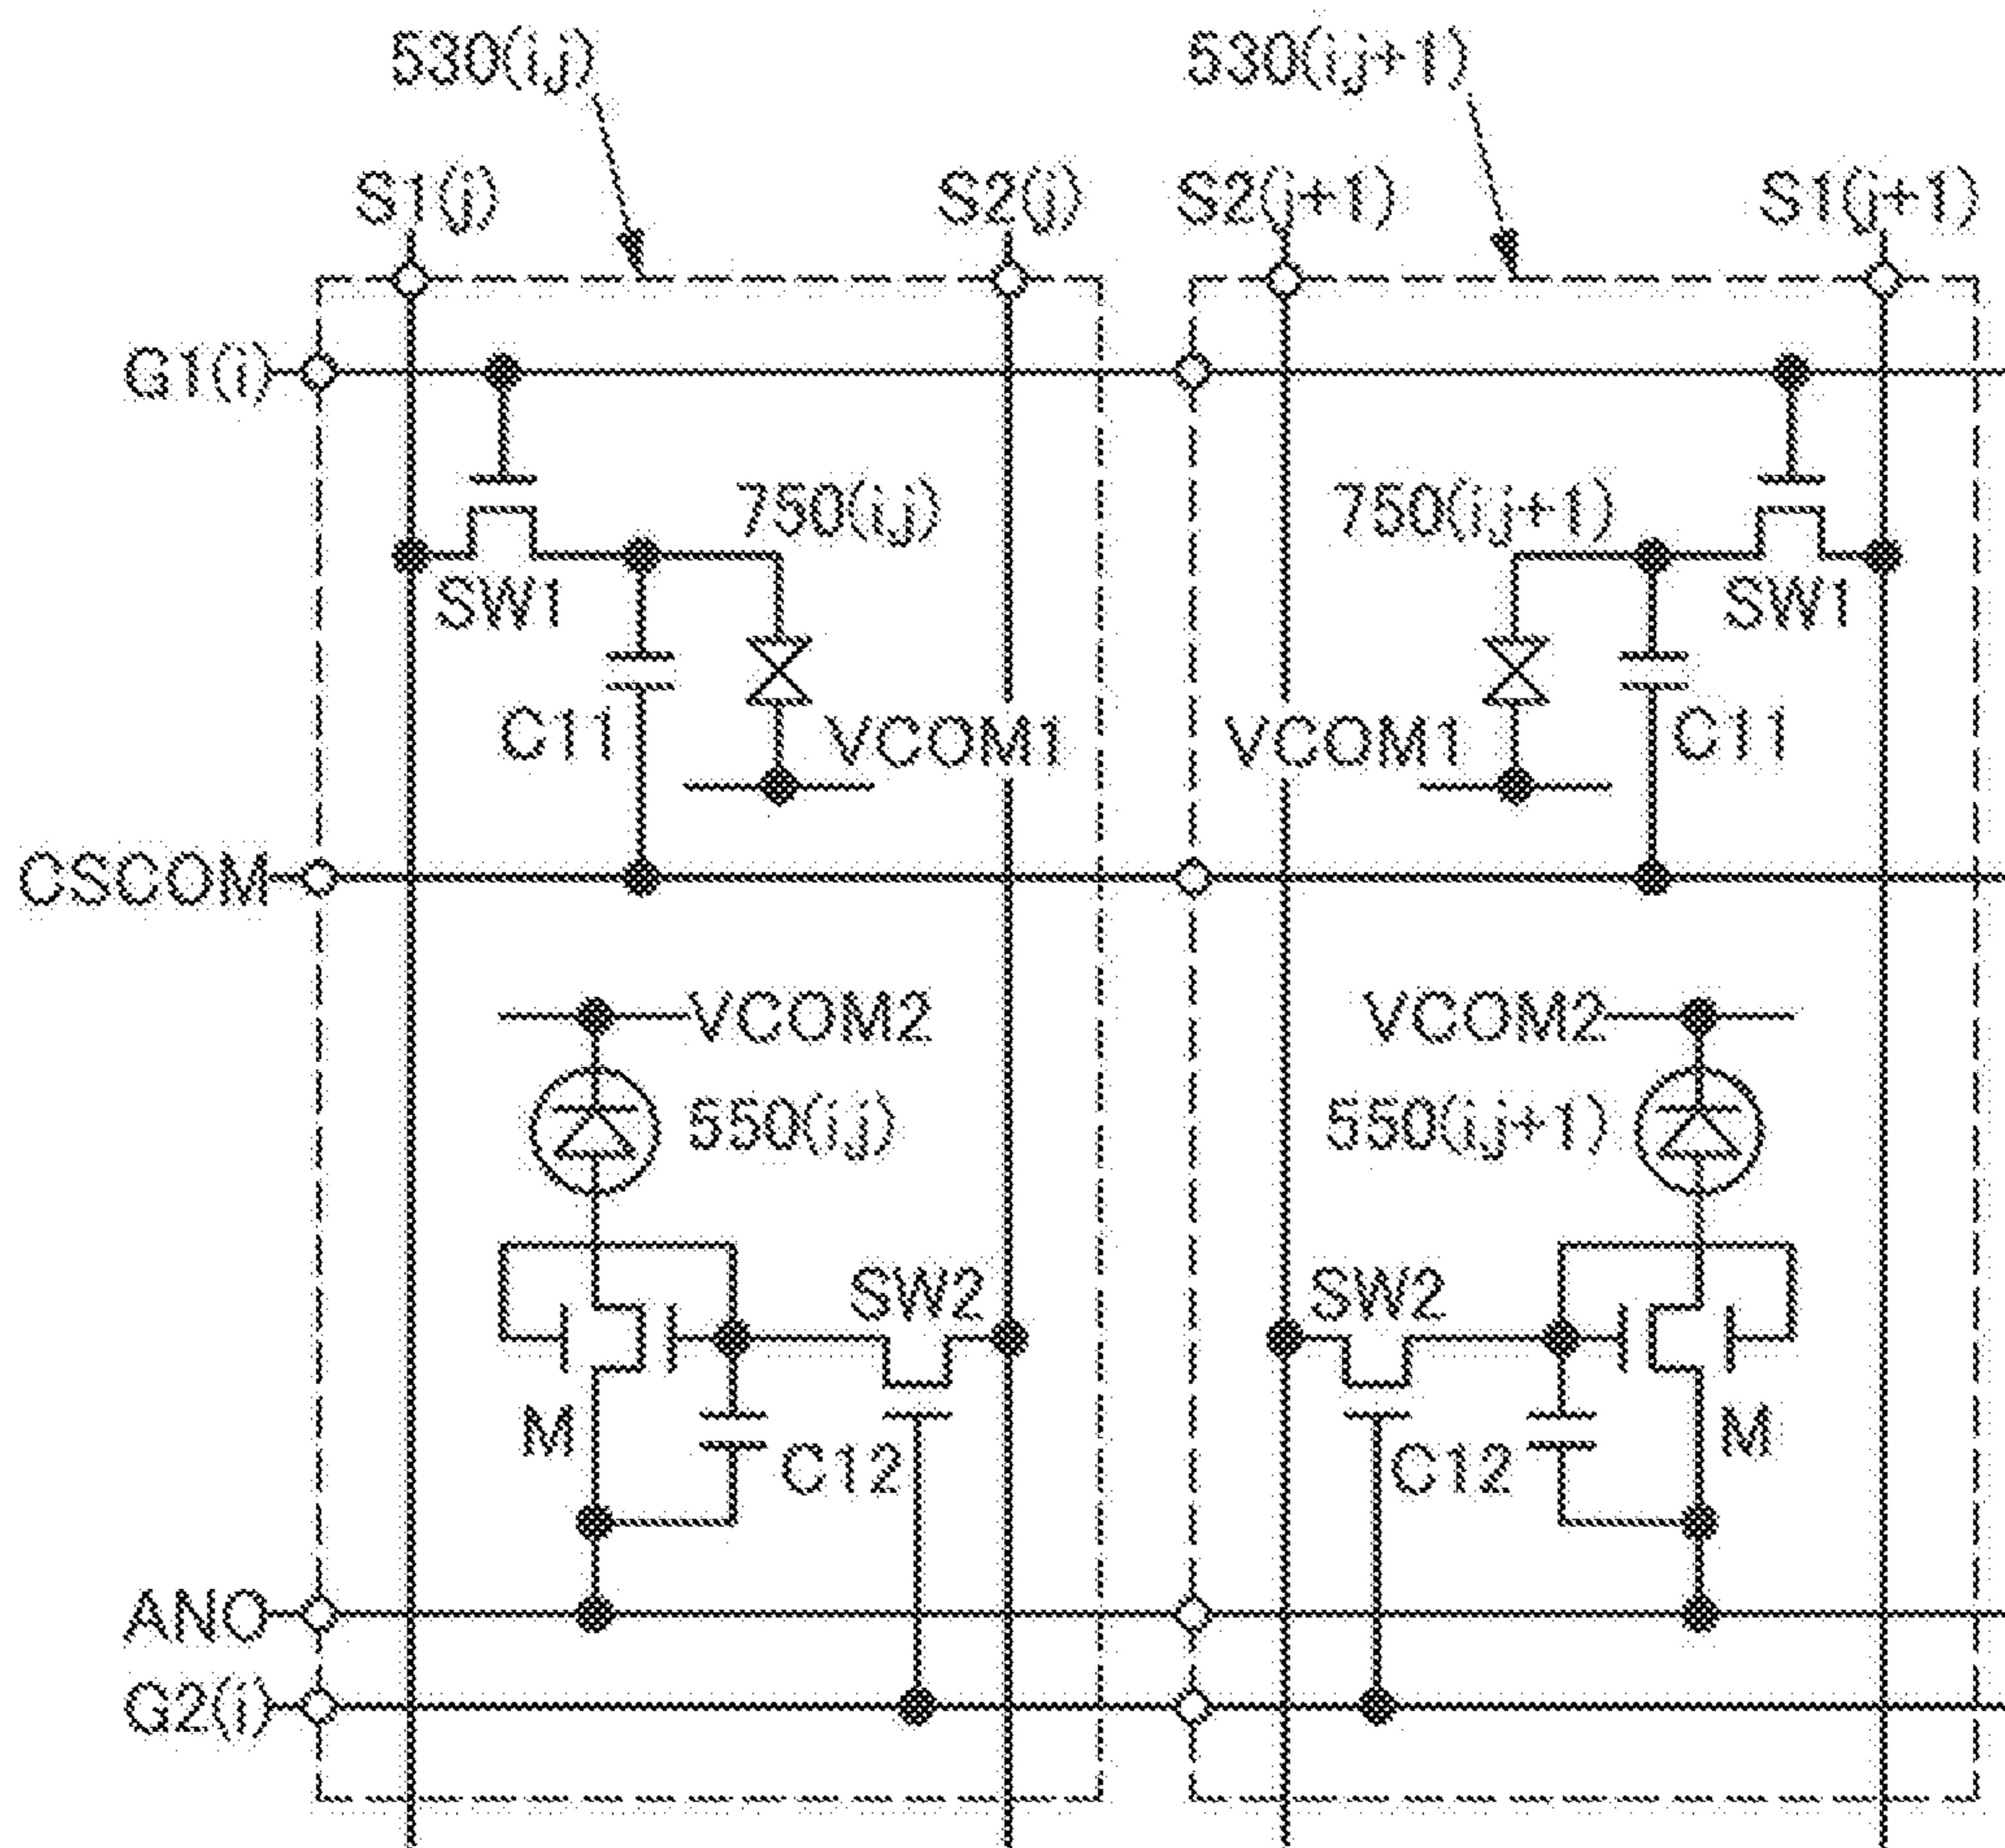 530(i,j) 530(i,j+1)
S1(j) S2(j) S2(j+1) S1(j+1)
G1(i)
750(i,j) 750(i,j+1)
SW1 SW1
C11 VCOM1 VCOM1 C11
CSCOM
VCOM2 VCOM2
550(i,j) 550(i,j+1)
SW2 SW2
M C12 C12 M
ANO
G2(i)